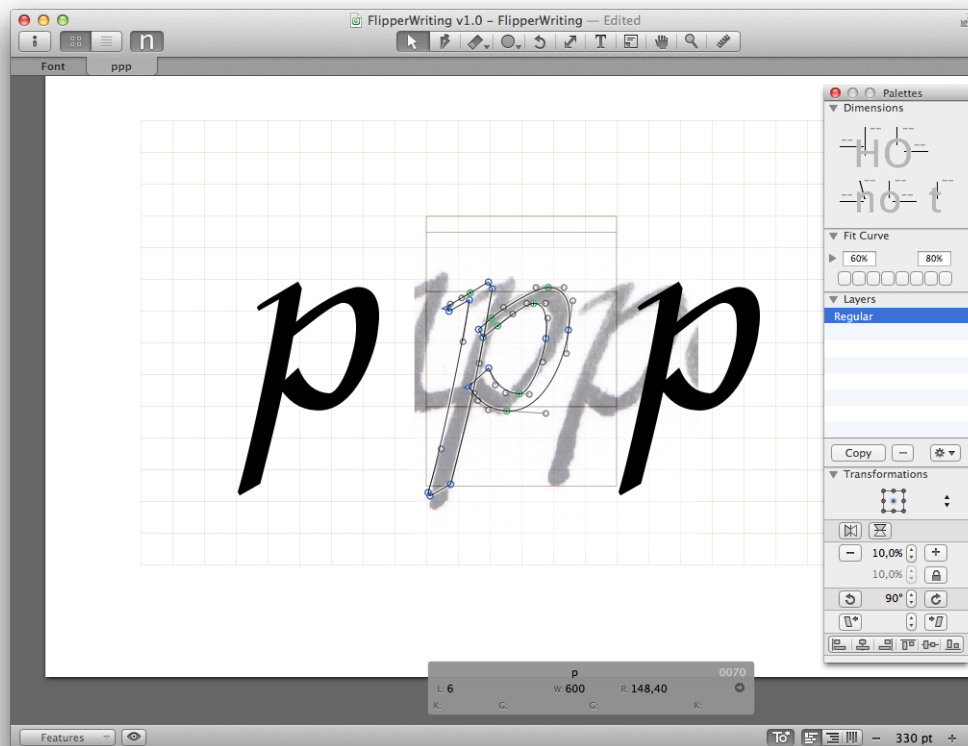 FlipperWriting v1.0 – FlipperWriting — Edited
n
T
Font
ppp
Palettes
Dimensions
HO
no t
Fit Curve
60%
80%
Layers
Regular
Copy
Transformations
10,0%
10,0%
90°
p p p
p
0070
L: 6
W: 600
R: 148,40
K:
G:
G:
K:
Features
330 pt